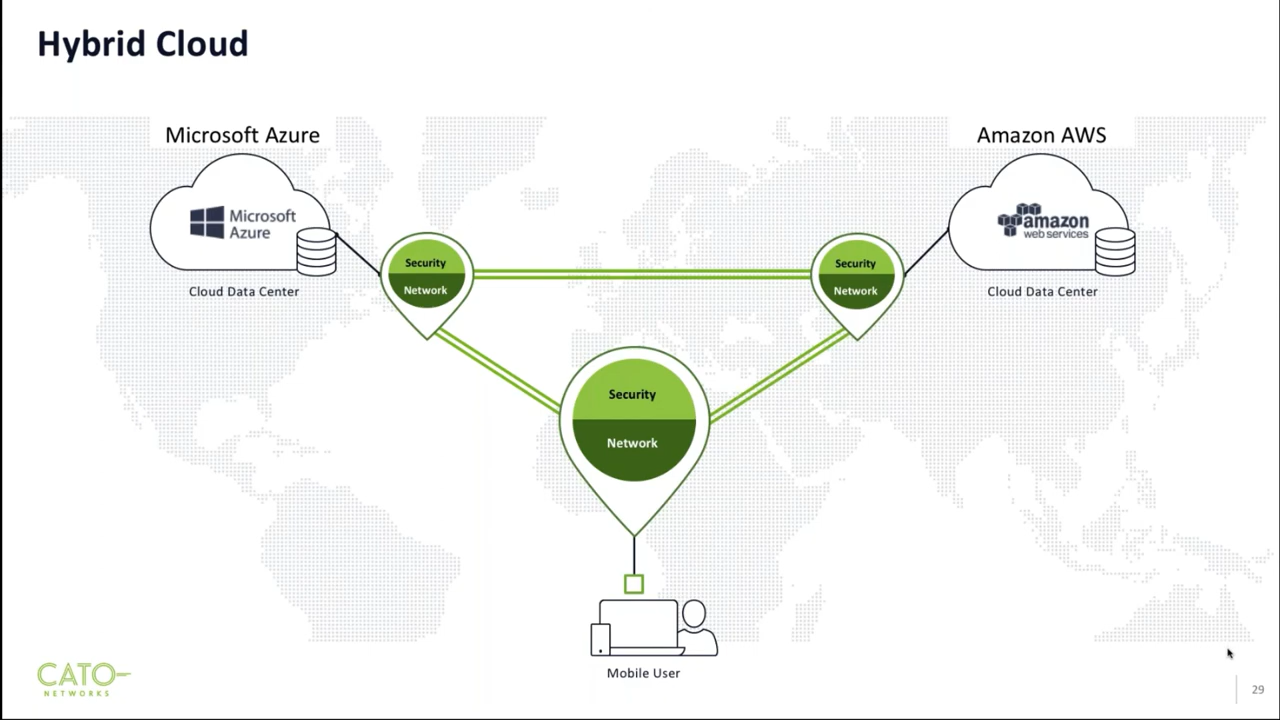 Hybrid Cloud
Microsoft Azure
Amazon AWS
Microsoft
Azure
amazon
web services
Cloud Data Center
Cloud Data Center
Security
Network
Security
Network
Security
Network
Mobile User
CATO
NETWORKS
29